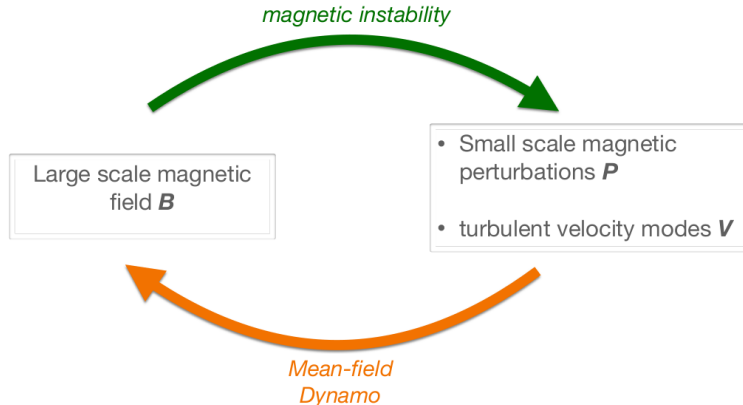 magnetic instability
Large scale magnetic
field B
• Small scale magnetic
perturbations P
• turbulent velocity modes V
Mean-field
Dynamo